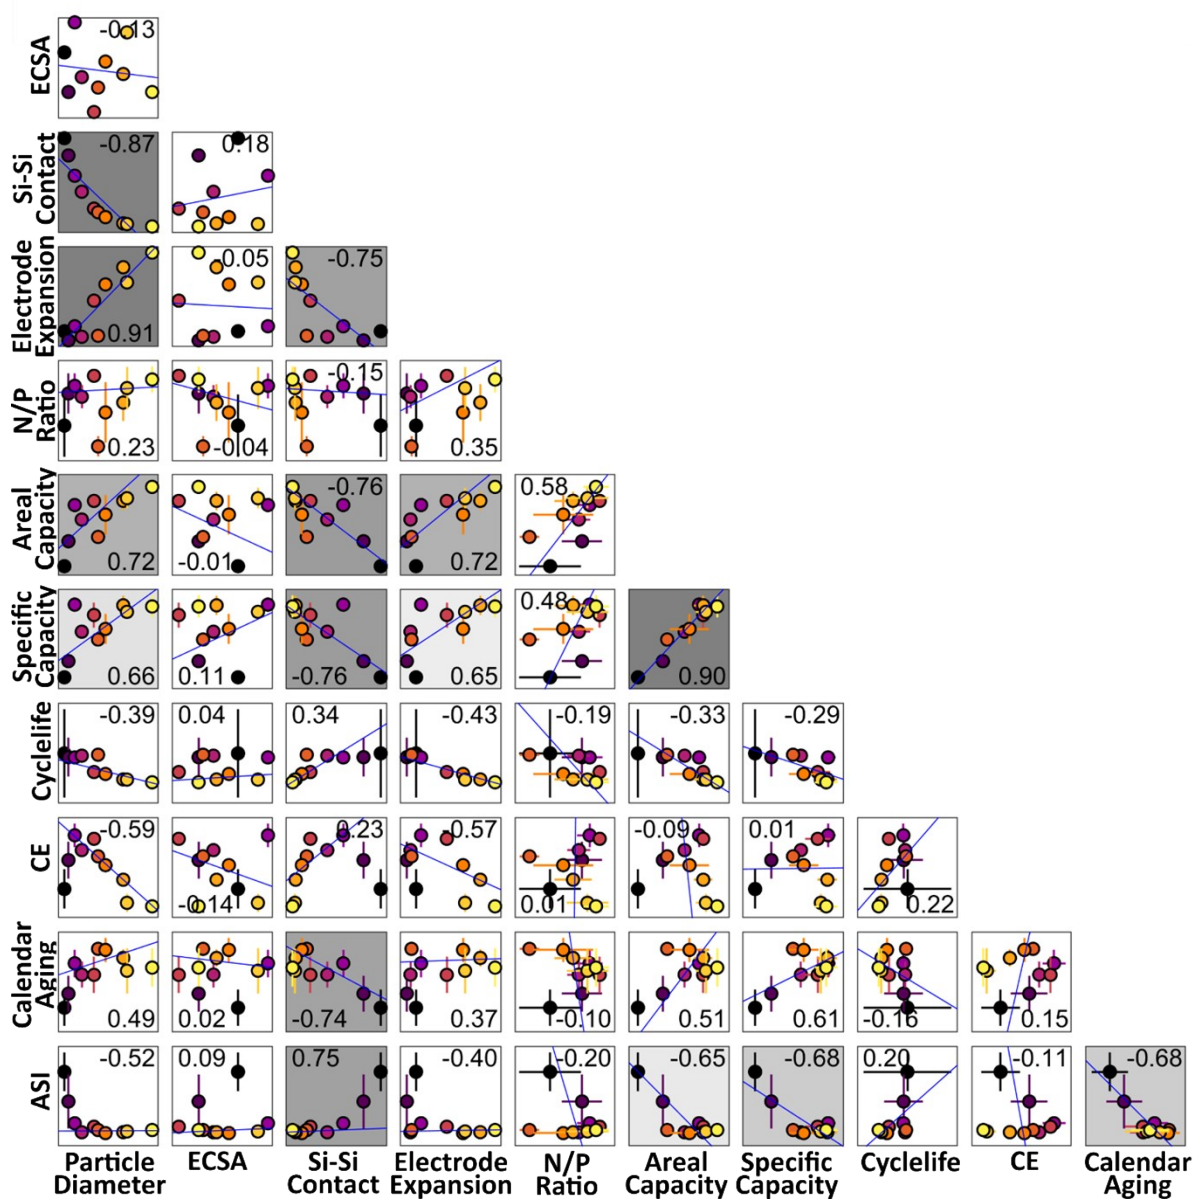 ECSA
-0.13
Si-Si
Contact
-0.87
0.18
Electrode
Expansion
0.91
-0.05
-0.75
N/P
Ratio
0.23
-0.04
-0.15
0.35
Areal
Capacity
0.72
-0.01
-0.76
0.72
0.58
Specific
Capacity
0.66
0.11
-0.76
0.65
0.48
0.90
Cyclelife
-0.39
0.04
0.34
-0.43
-0.19
-0.33
-0.29
CE
-0.59
-0.14
0.23
-0.57
0.01
-0.09
0.01
0.22
Calendar
Aging
0.49
0.02
-0.74
0.37
-0.10
0.51
0.61
-0.16
0.15
ASI
-0.52
0.09
0.75
-0.40
-0.20
-0.65
-0.68
0.20
-0.11
-0.68
Particle
Diameter
ECSA
Si-Si
Contact
Electrode
Expansion
N/P
Ratio
Areal
Capacity
Specific
Capacity
Cyclelife
CE
Calendar
Aging